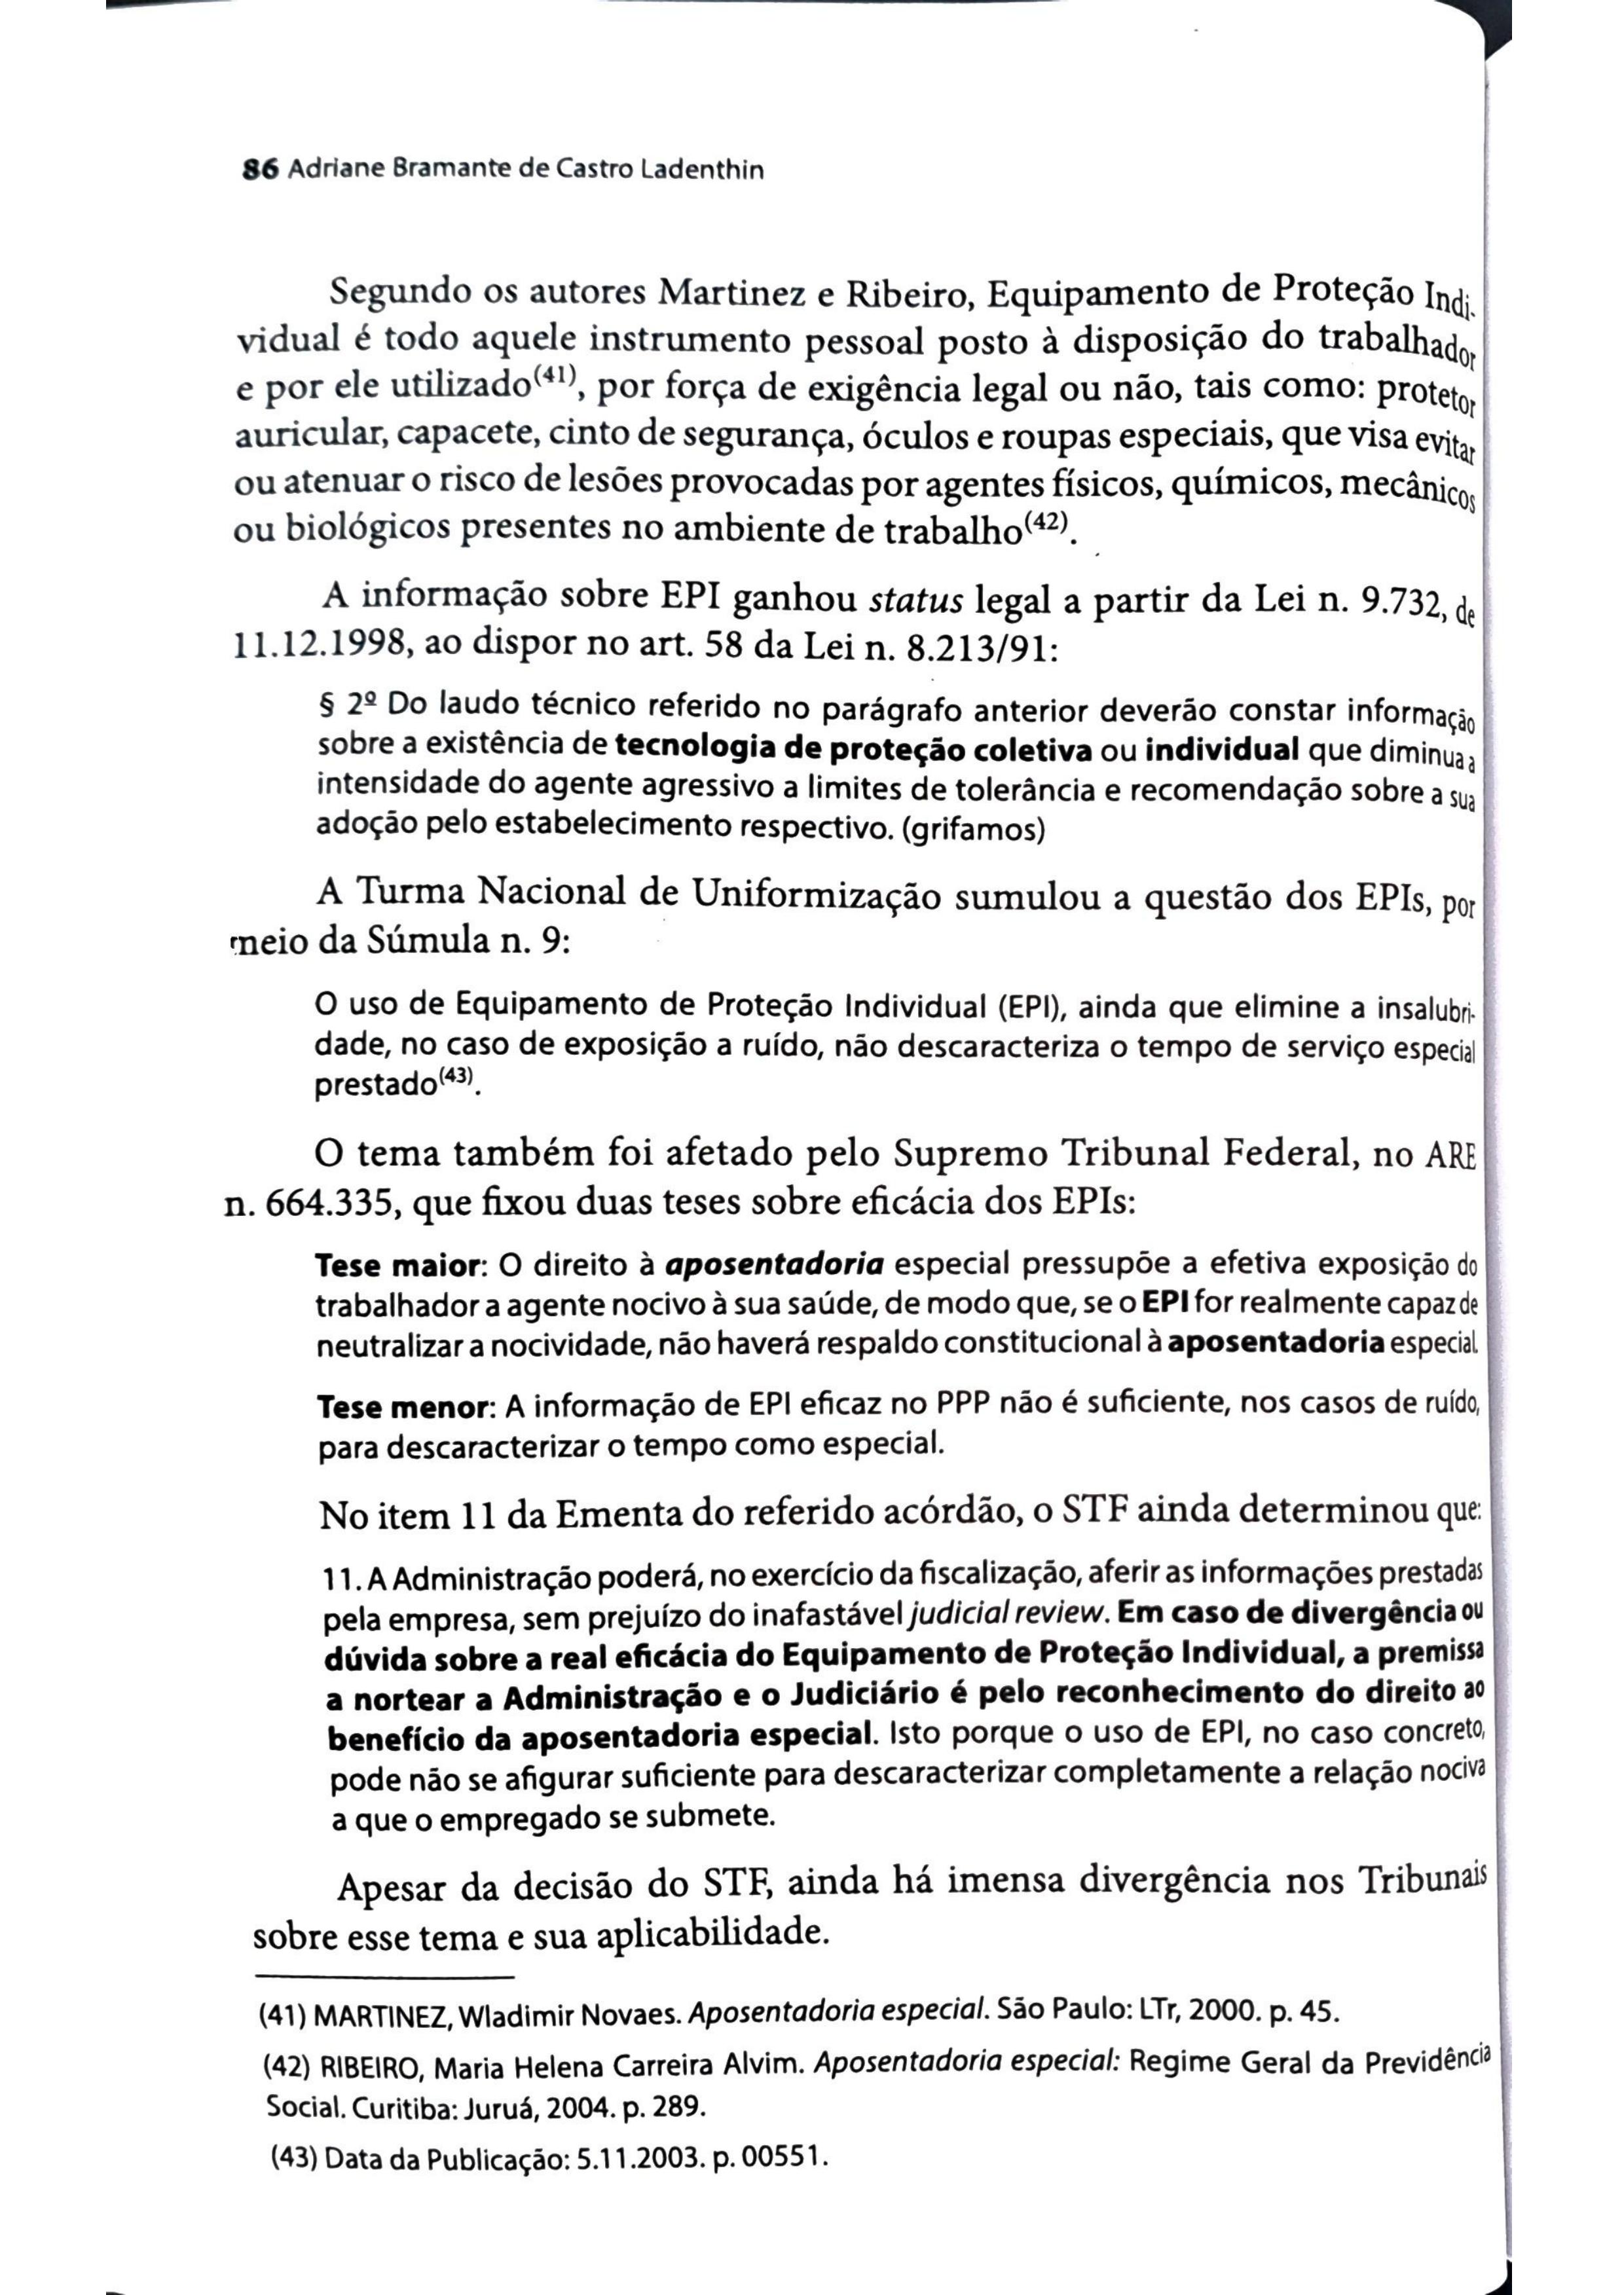 86 Adriane Bramante de Castro Ladenthin
Segundo os autores Martinez e Ribeiro, Equipamento de Proteção Indi-
vidual é todo aquele instrumento pessoal posto à disposição do trabalhador
e por ele utilizado(41), por força de exigência legal ou não, tais como: protetor
auricular, capacete, cinto de segurança, óculos e roupas especiais, que visa evitar
ou atenuar o risco de lesões provocadas por agentes físicos, químicos, mecânicos
ou biológicos presentes no ambiente de trabalho(42).
A informação sobre EPI ganhou status legal a partir da Lei n. 9.732, de
11.12.1998, ao dispor no art. 58 da Lei n. 8.213/91:
§ 2º Do laudo técnico referido no parágrafo anterior deverão constar informação
sobre a existência de tecnologia de proteção coletiva ou individual que diminua a
intensidade do agente agressivo a limites de tolerância e recomendação sobre a sua
adoção pelo estabelecimento respectivo. (grifamos)
A Turma Nacional de Uniformização sumulou a questão dos EPIs, por
meio da Súmula n. 9:
O uso de Equipamento de Proteção Individual (EPI), ainda que elimine a insalubri-
dade, no caso de exposição a ruído, não descaracteriza o tempo de serviço especial
prestado(43).
O tema também foi afetado pelo Supremo Tribunal Federal, no ARE
n. 664.335, que fixou duas teses sobre eficácia dos EPIs:
Tese maior: O direito à aposentadoria especial pressupõe a efetiva exposição do
trabalhador a agente nocivo à sua saúde, de modo que, se o EPI for realmente capaz de
neutralizar a nocividade, não haverá respaldo constitucional à aposentadoria especial.
Tese menor: A informação de EPI eficaz no PPP não é suficiente, nos casos de ruído,
para descaracterizar o tempo como especial.
No item 11 da Ementa do referido acórdão, o STF ainda determinou que:
11. A Administração poderá, no exercício da fiscalização, aferir as informações prestadas
pela empresa, sem prejuízo do inafastável judicial review. Em caso de divergência ou
dúvida sobre a real eficácia do Equipamento de Proteção Individual, a premissa
a nortear a Administração e o Judiciário é pelo reconhecimento do direito ao
benefício da aposentadoria especial. Isto porque o uso de EPI, no caso concreto,
pode não se afigurar suficiente para descaracterizar completamente a relação nociva
a que o empregado se submete.
Apesar da decisão do STF, ainda há imensa divergência nos Tribunais
sobre esse tema e sua aplicabilidade.
(41) MARTINEZ, Wladimir Novaes. Aposentadoria especial. São Paulo: LTr, 2000. p. 45.
(42) RIBEIRO, Maria Helena Carreira Alvim. Aposentadoria especial: Regime Geral da Previdência
Social. Curitiba: Juruá, 2004. p. 289.
(43) Data da Publicação: 5.11.2003. p. 00551.